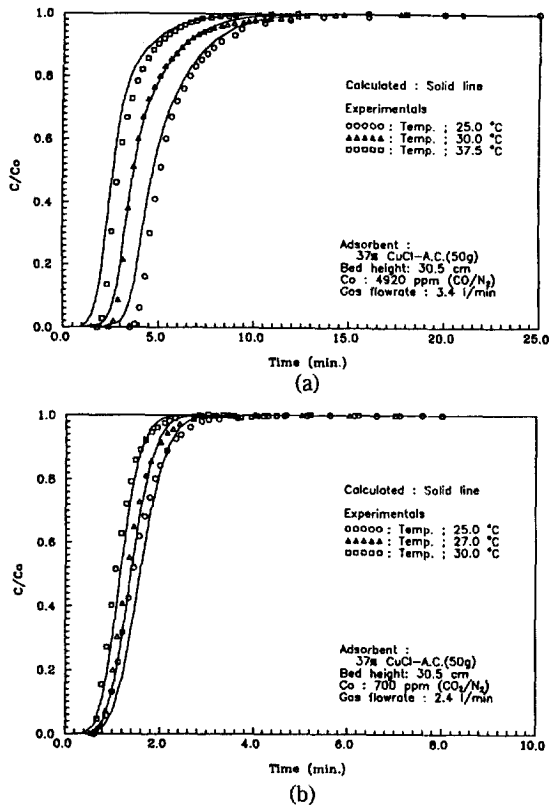 1.0
0.8
0.6
0.4
0.2
0.0
C/Co
Calculated : Solid line
Experimentals
ooooo : Temp. ; 25.0 °C
▲▲▲▲▲ : Temp. ; 30.0 °C
□□□□ : Temp. ; 37.5 °C
Adsorbent :
37% CuCl-A.C.(50g)
Bed height: 30.5 cm
Co : 4920 ppm (CO/N₂)
Gas flowrate : 3.4 l/min
0.0 5.0 10.0 15.0 20.0 25.0
Time (min.)
(a)
1.0
0.8
0.6
0.4
0.2
0.0
C/Co
Calculated : Solid line
Experimentals
ooooo : Temp. ; 25.0 °C
▲▲▲▲▲ : Temp. ; 27.0 °C
□□□□ : Temp. ; 30.0 °C
Adsorbent :
37% CuCl-A.C.(50g)
Bed height: 30.5 cm
Co : 700 ppm (CO₂/N₂)
Gas flowrate : 2.4 l/min
0.0 2.0 4.0 6.0 8.0 10.0
Time (min.)
(b)